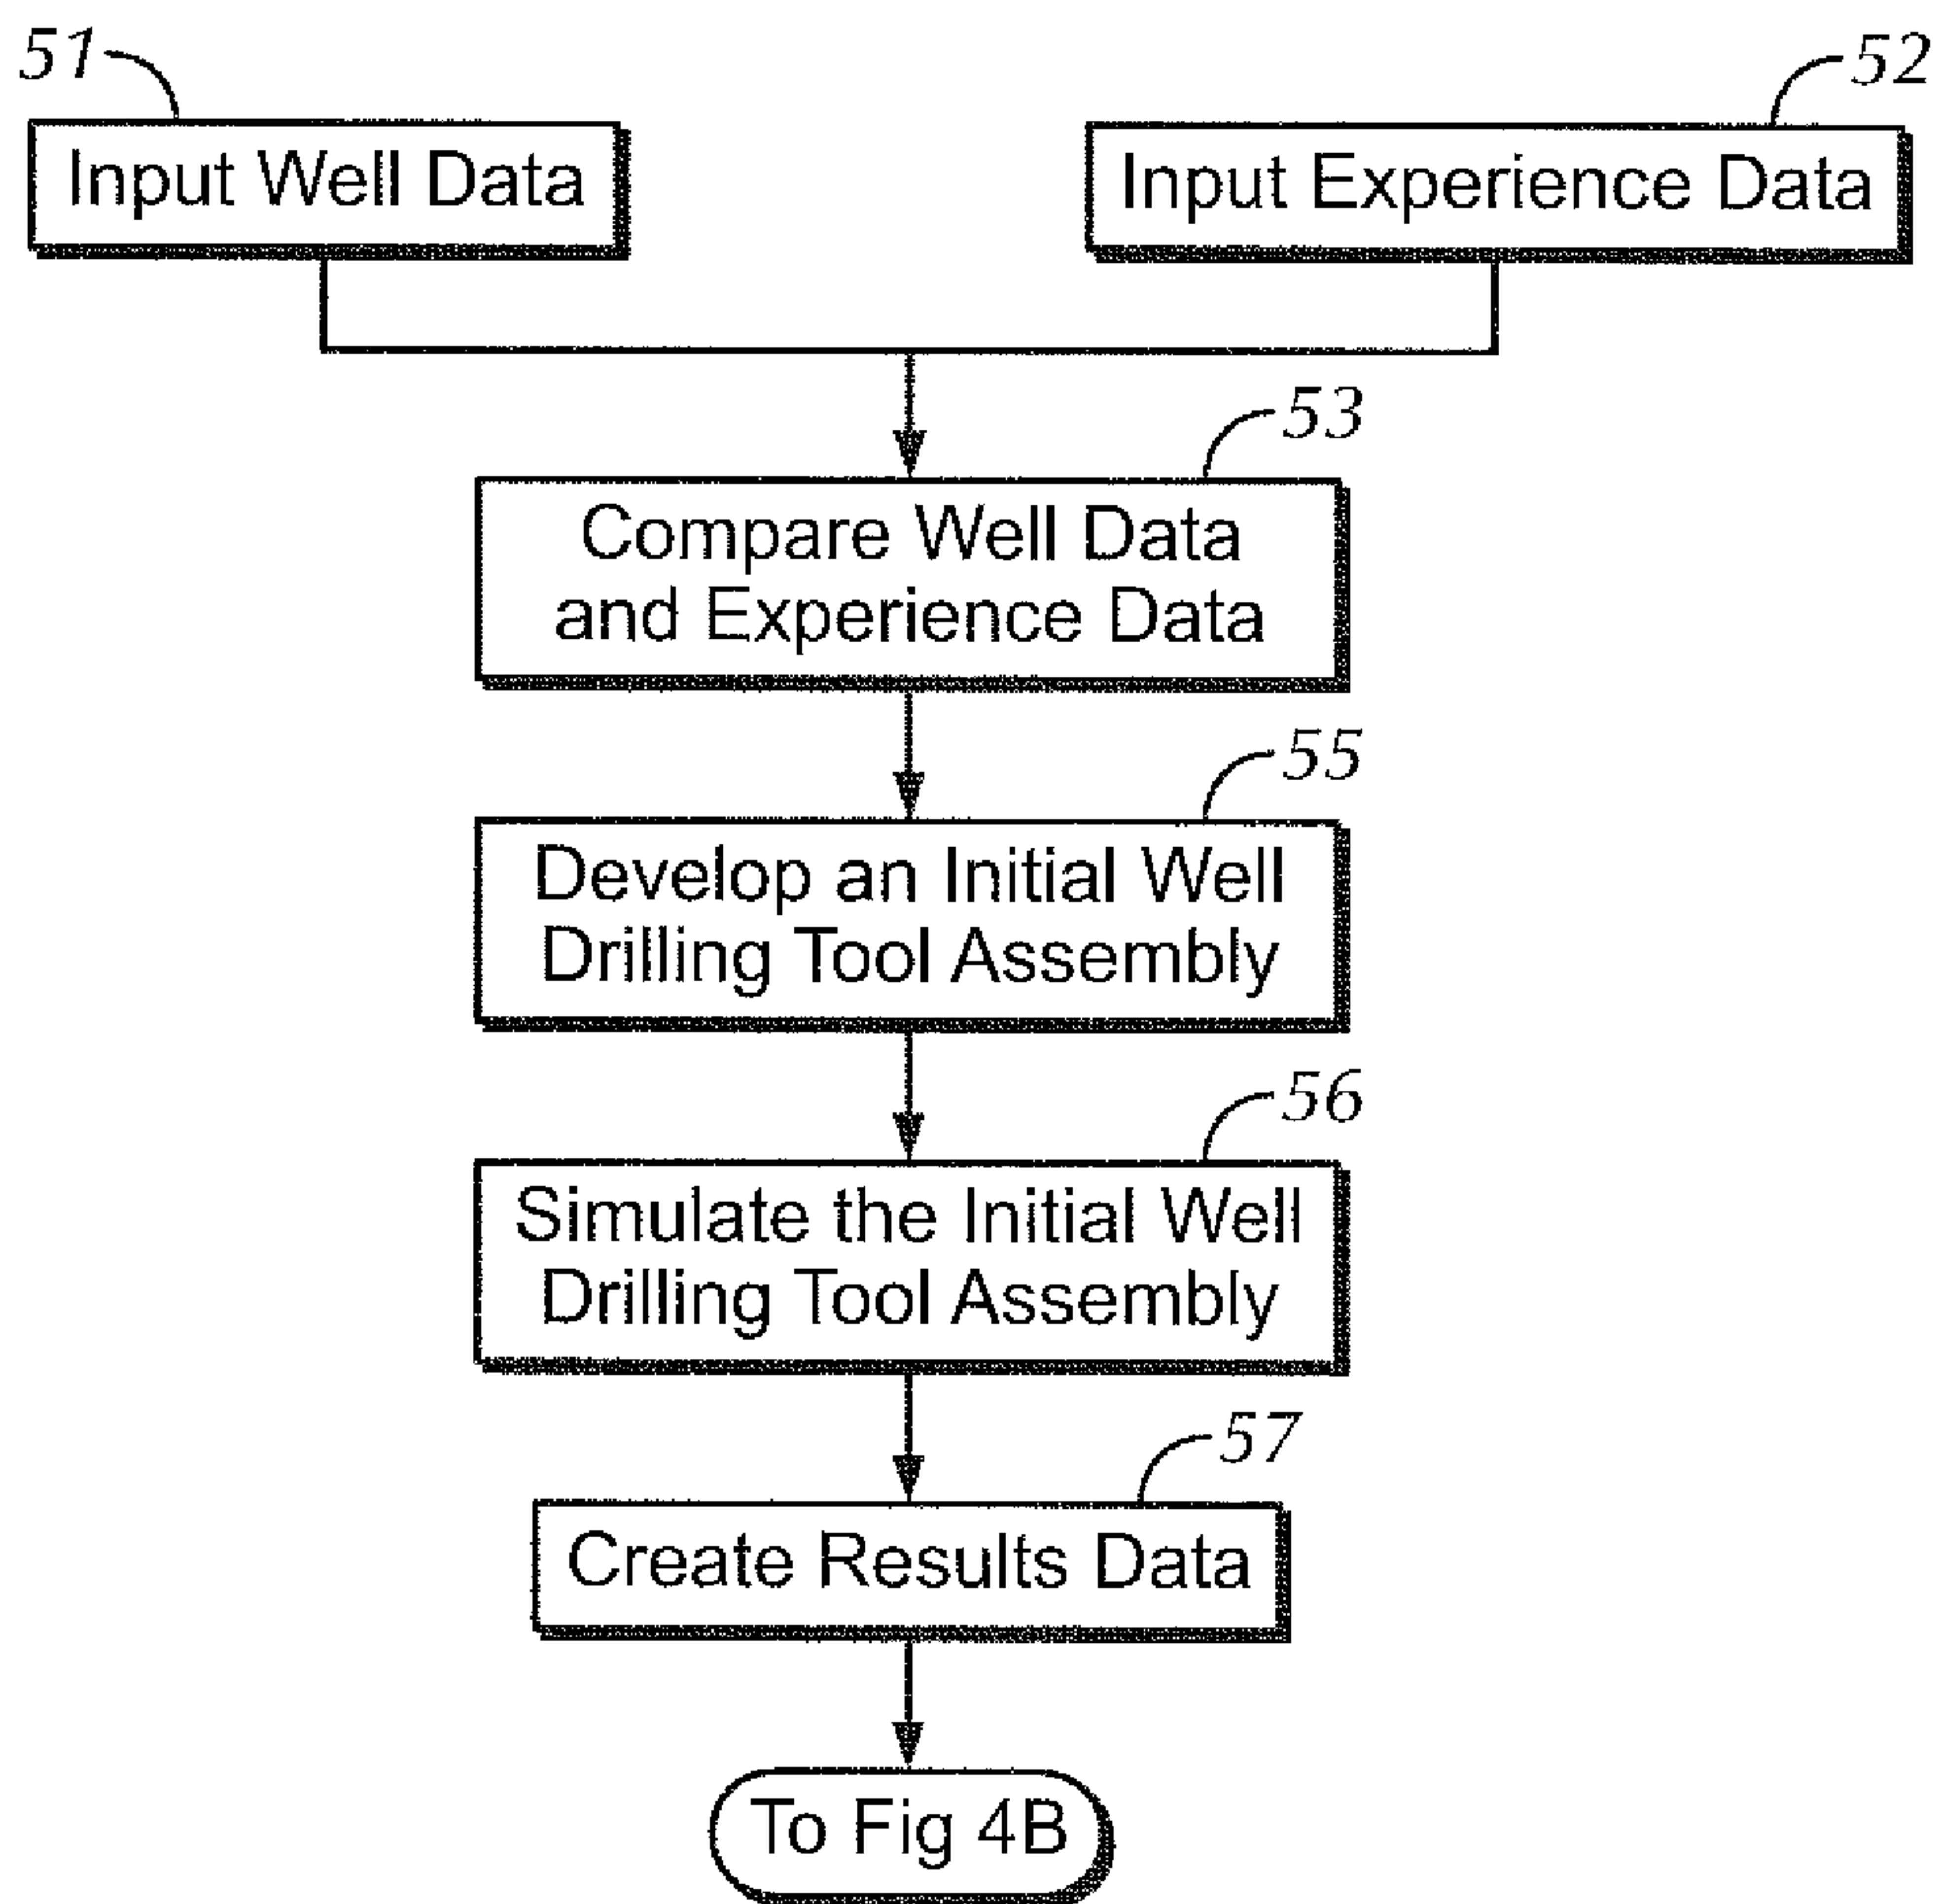 51
52
Input Well Data
Input Experience Data
53
Compare Well Data
and Experience Data
55
Develop an Initial Well
Drilling Tool Assembly
56
Simulate the Initial Well
Drilling Tool Assembly
57
Create Results Data
To Fig 4B